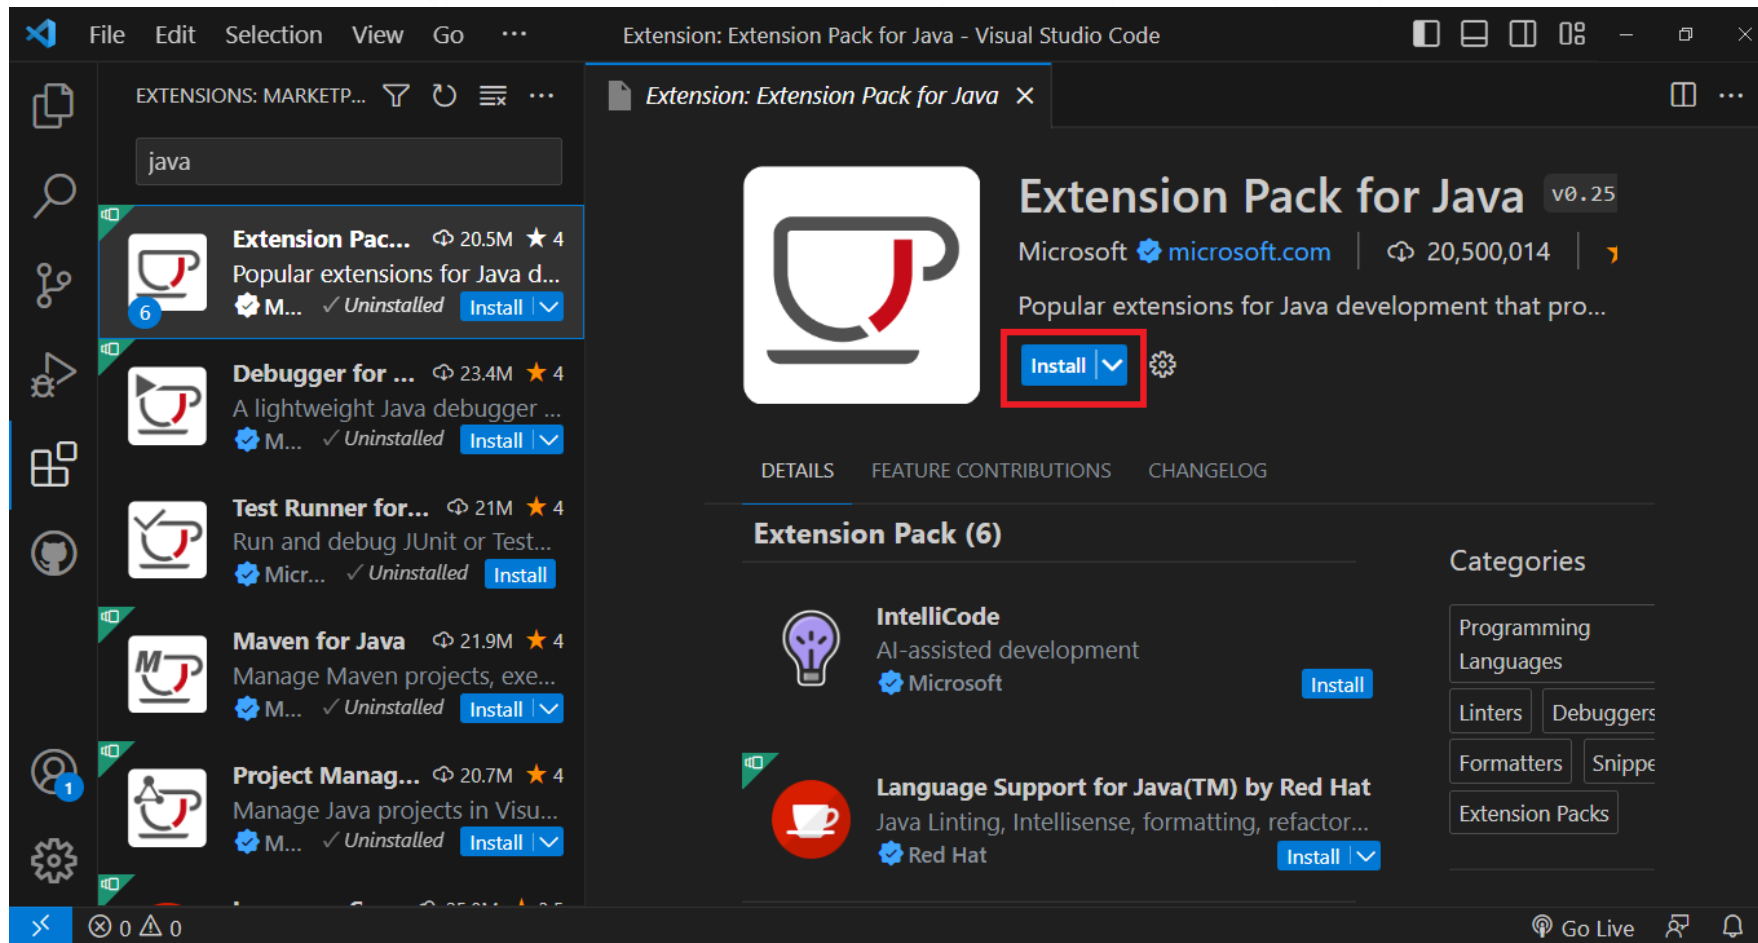 File Edit Selection View Go ··· Extension: Extension Pack for Java - Visual Studio Code
EXTENSIONS: MARKETP...
java
Extension Pac... 20.5M ★ 4
Popular extensions for Java d...
M... ✓ Uninstalled Install
6
Debugger for ... 23.4M ★ 4
A lightweight Java debugger ...
M... ✓ Uninstalled Install
Test Runner for... 21M ★ 4
Run and debug JUnit or Test...
Micr... ✓ Uninstalled Install
Maven for Java 21.9M ★ 4
Manage Maven projects, exe...
M... ✓ Uninstalled Install
Project Manag... 20.7M ★ 4
Manage Java projects in Visu...
M... ✓ Uninstalled Install
1
Extension: Extension Pack for Java
Extension Pack for Java v0.25
Microsoft microsoft.com 20,500,014
Popular extensions for Java development that pro...
Install
DETAILS FEATURE CONTRIBUTIONS CHANGELOG
Extension Pack (6)
IntelliCode
AI-assisted development
Microsoft Install
Language Support for Java(TM) by Red Hat
Java Linting, Intellisense, formatting, refactor...
Red Hat Install
Categories
Programming
Languages
Linters Debuggers
Formatters Snippe
Extension Packs
0 0 Go Live